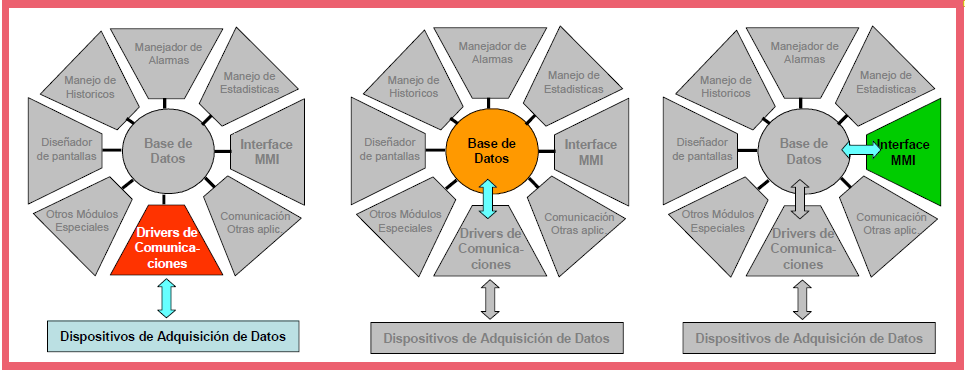 Manejador de
Alarmas
Manejo de
Historicos
Manejo de
Estadisticas
Diseñador
de pantallas
Base de
Datos
Interface
MMI
Otros Módulos
Especiales
Comunicación
Otras aplic.
Drivers de
Comunica-
ciones
Dispositivos de Adquisición de Datos
Manejador de
Alarmas
Manejo de
Historicos
Manejo de
Estadisticas
Diseñador
de pantallas
Base de
Datos
Interface
MMI
Otros Módulos
Especiales
Comunicación
Otras aplic.
Drivers de
Comunica-
ciones
Dispositivos de Adquisición de Datos
Manejador de
Alarmas
Manejo de
Historicos
Manejo de
Estadisticas
Diseñador
de pantallas
Base de
Datos
Interface
MMI
Otros Módulos
Especiales
Comunicación
Otras aplic.
Drivers de
Comunica-
ciones
Dispositivos de Adquisición de Datos